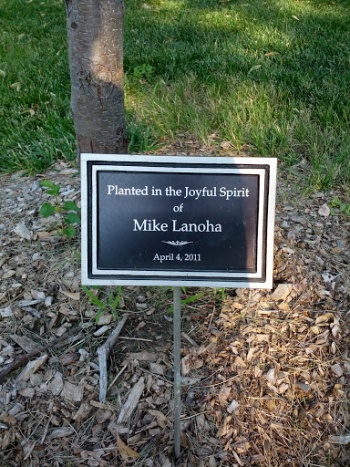 Planted in the Joyful Spirit
of
Mike Lanoha
April 4, 2011